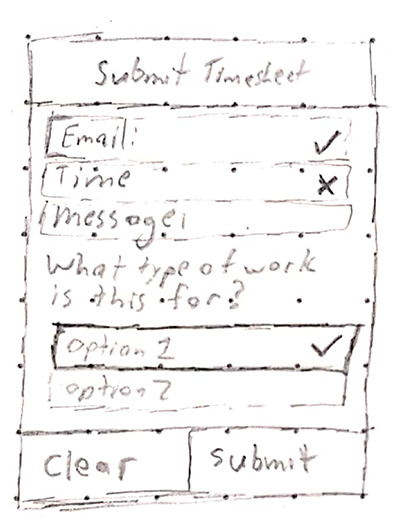 Submit Timesheet
Email:
Time
message:
What type of work
is this for?
option 1
option 2
Clear
submit